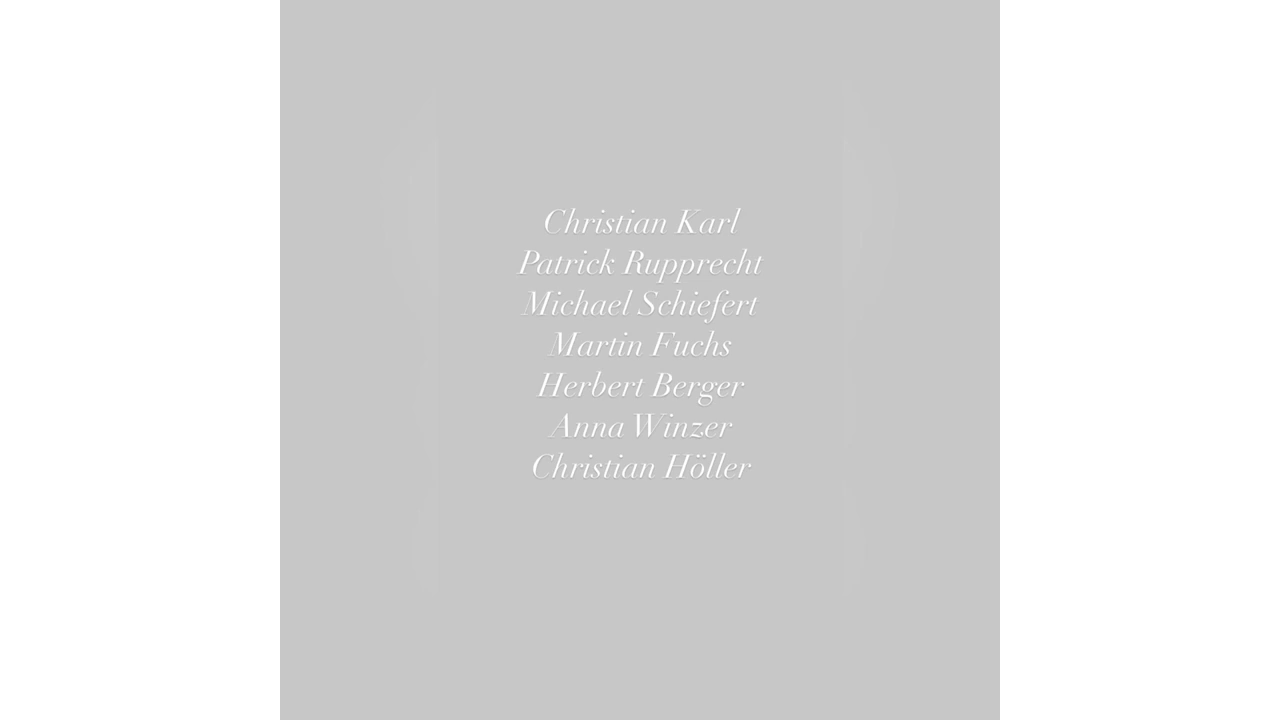 Christian Karl
Patrick Rupprecht
Michael Schiefert
Martin Fuchs
Herbert Berger
Anna Winzer
Christian Höller